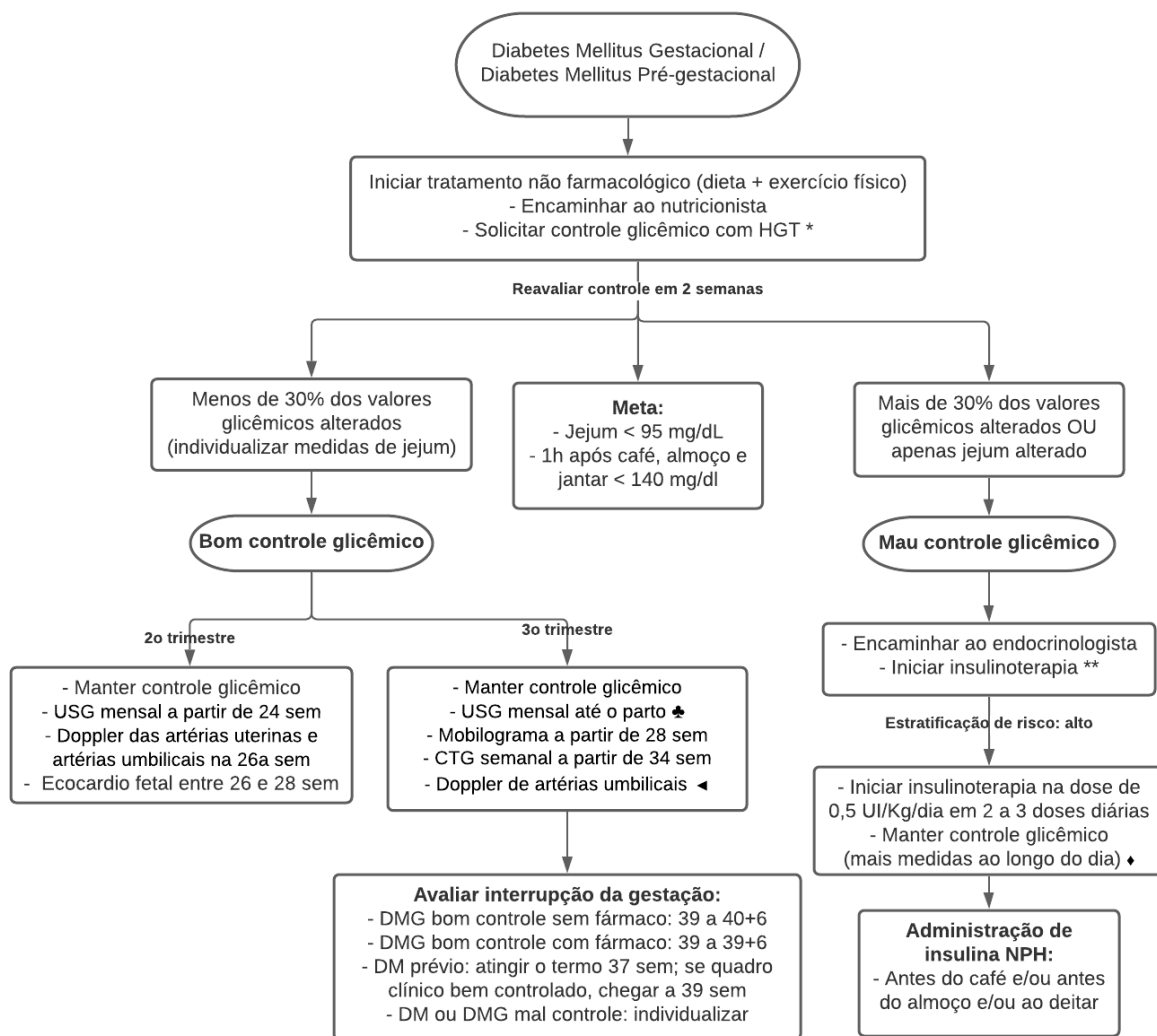 Diabetes Mellitus Gestacional /
Diabetes Mellitus Pré-gestacional
Iniciar tratamento não farmacológico (dieta + exercício físico)
- Encaminhar ao nutricionista
- Solicitar controle glicêmico com HGT *
Reavaliar controle em 2 semanas
Menos de 30% dos valores
glicêmicos alterados
(individualizar medidas de jejum)
Meta:
- Jejum < 95 mg/dL
- 1h após café, almoço e
jantar < 140 mg/dl
Mais de 30% dos valores
glicêmicos alterados OU
apenas jejum alterado
Bom controle glicêmico
Mau controle glicêmico
2o trimestre
3o trimestre
- Manter controle glicêmico
- USG mensal a partir de 24 sem
- Doppler das artérias uterinas e
artérias umbilicais na 26a sem
- Ecocardio fetal entre 26 e 28 sem
- Manter controle glicêmico
- USG mensal até o parto ♣
- Mobilograma a partir de 28 sem
- CTG semanal a partir de 34 sem
- Doppler de artérias umbilicais ◄
- Encaminhar ao endocrinologista
- Iniciar insulinoterapia **
Estratificação de risco: alto
- Iniciar insulinoterapia na dose de
0,5 UI/Kg/dia em 2 a 3 doses diárias
- Manter controle glicêmico
(mais medidas ao longo do dia) ♦
Avaliar interrupção da gestação:
- DMG bom controle sem fármaco: 39 a 40+6
- DMG bom controle com fármaco: 39 a 39+6
- DM prévio: atingir o termo 37 sem; se quadro
clínico bem controlado, chegar a 39 sem
- DM ou DMG mal controle: individualizar
Administração de
insulina NPH:
- Antes do café e/ou antes
do almoço e/ou ao deitar